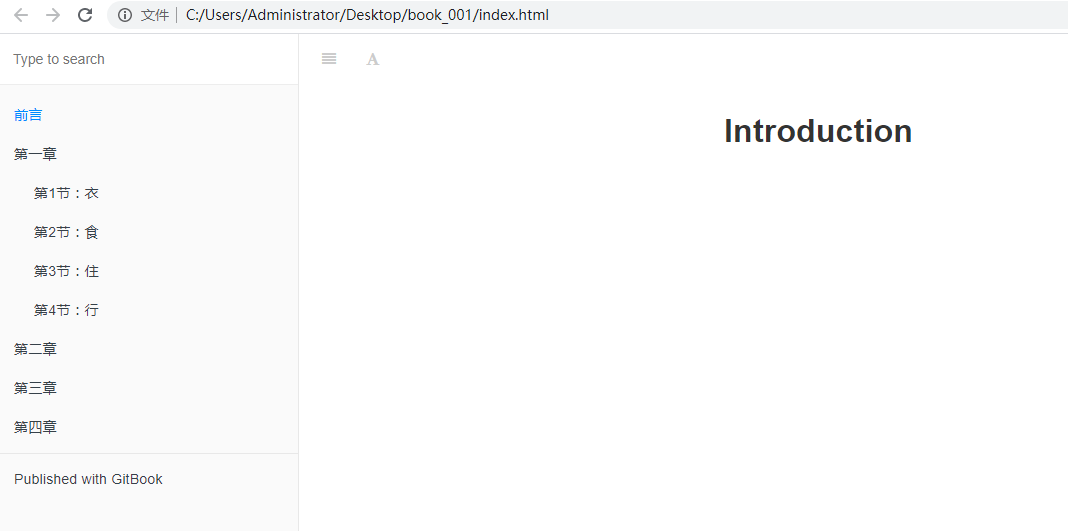 文件 C:/Users/Administrator/Desktop/book_001/index.html
Type to search
A
前言
第一章
第1节：衣
第2节：食
第3节：住
第4节：行
第二章
第三章
第四章
Published with GitBook
Introduction